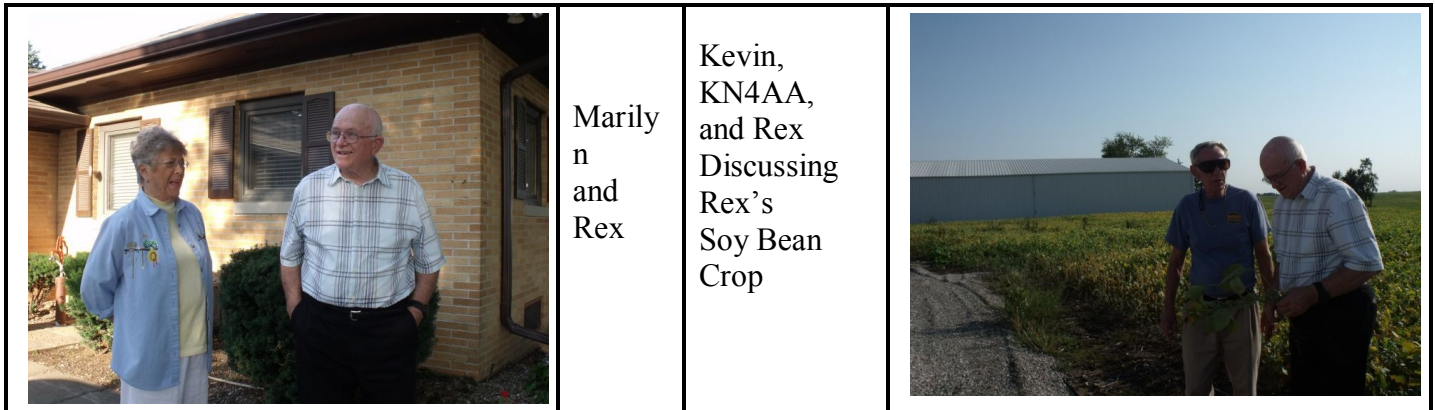 Marily
n
and
Rex
Kevin,
KN4AA,
and Rex
Discussing
Rex’s
Soy Bean
Crop